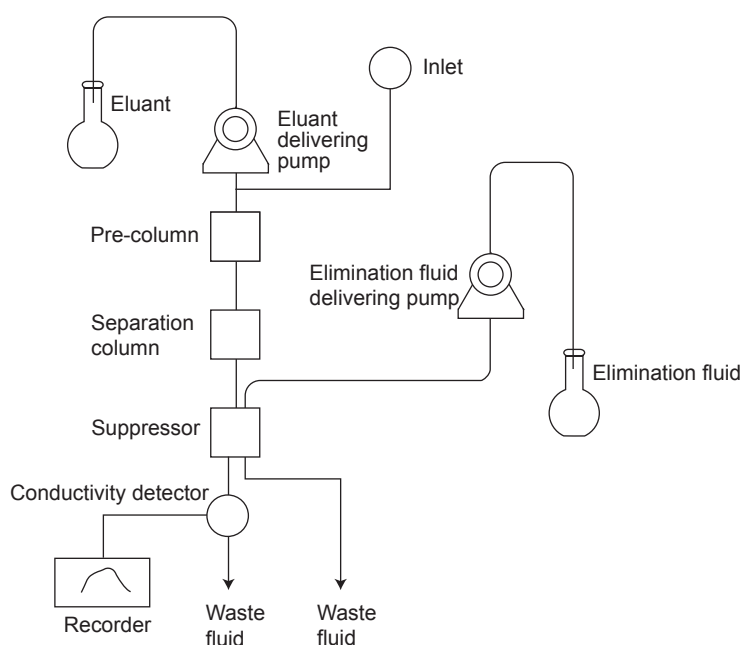 Eluant
Eluant
delivering
pump
Inlet
Pre-column
Elimination fluid
delivering pump
Separation
column
Elimination fluid
Suppressor
Conductivity detector
Recorder
Waste
fluid
Waste
fluid